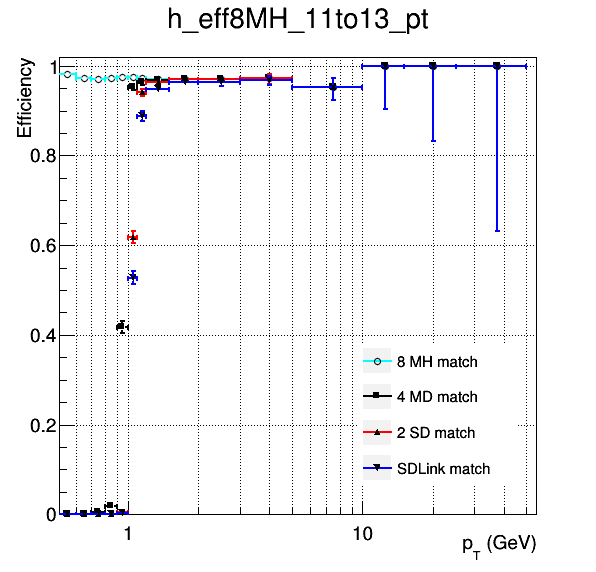 h_eff8MH_11to13_pt
Efficiency
1
0.8
0.6
0.4
0.2
0
8 MH match
4 MD match
2 SD match
SDLink match
1
10
p_T (GeV)